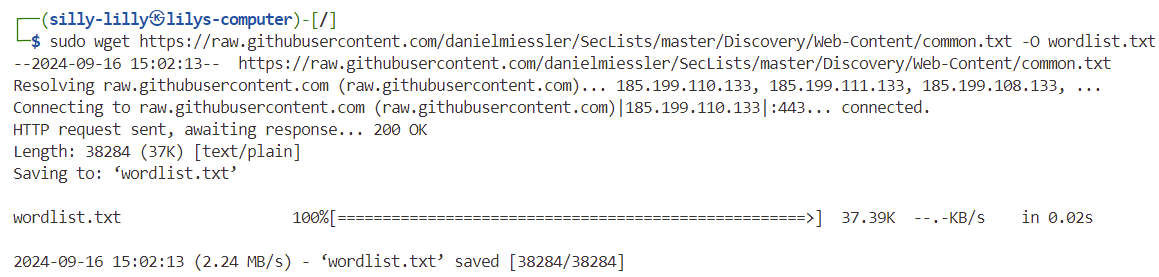 ┌──(silly-lilly㉿lilys-computer)-[/]
└─$ sudo wget https://raw.githubusercontent.com/danielmiessler/SecLists/master/Discovery/Web-Content/common.txt -O wordlist.txt
--2024-09-16 15:02:13--  https://raw.githubusercontent.com/danielmiessler/SecLists/master/Discovery/Web-Content/common.txt
Resolving raw.githubusercontent.com (raw.githubusercontent.com)... 185.199.110.133, 185.199.111.133, 185.199.108.133, ...
Connecting to raw.githubusercontent.com (raw.githubusercontent.com)|185.199.110.133|:443... connected.
HTTP request sent, awaiting response... 200 OK
Length: 38284 (37K) [text/plain]
Saving to: ‘wordlist.txt’
wordlist.txt                   100%[====================================================>]  37.39K  --.-KB/s    in 0.02s
2024-09-16 15:02:13 (2.24 MB/s) - ‘wordlist.txt’ saved [38284/38284]